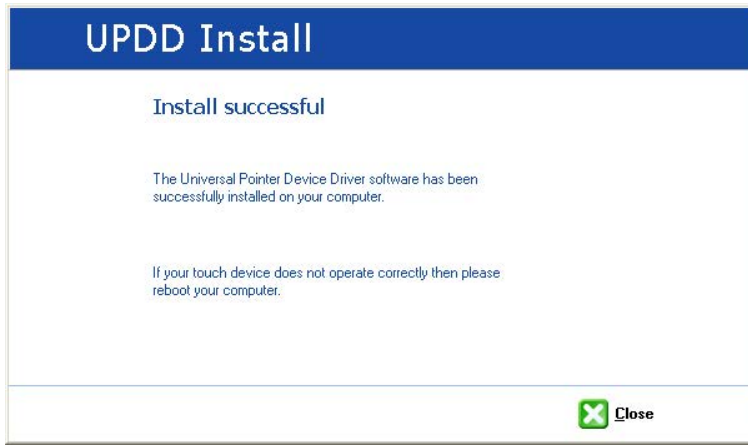 UPDD Install
Install successful
The Universal Pointer Device Driver software has been
successfully installed on your computer.
If your touch device does not operate correctly then please
reboot your computer.
Close